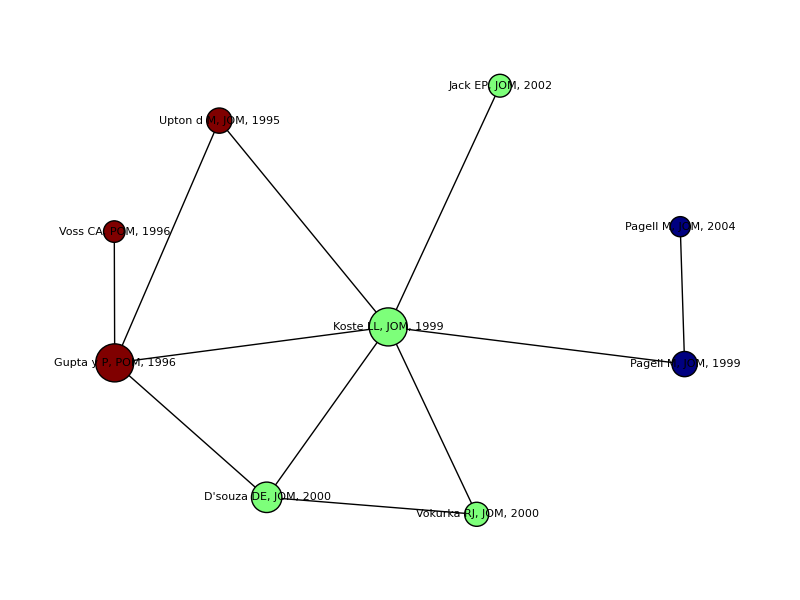 Jack EP, JOM, 2002
Upton d M, JOM, 1995
Pagell M, JOM, 2004
Voss CA, POM, 1996
Koste LL, JOM, 1999
Gupta y P, POM, 1996
Pagell M, JOM, 1999
D'souza DE, JOM, 2000
Vokurka RJ, JOM, 2000